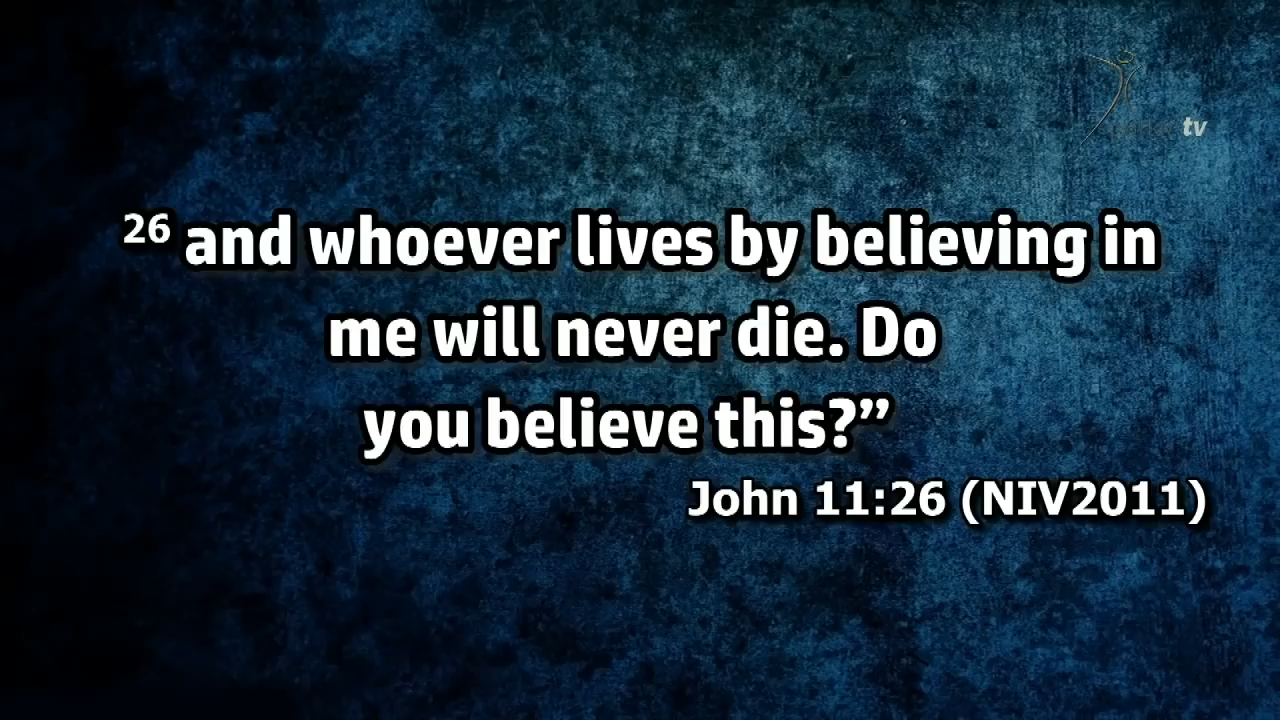 tv
26 and whoever lives by believing in
me will never die. Do
you believe this?”
John 11:26 (NIV2011)